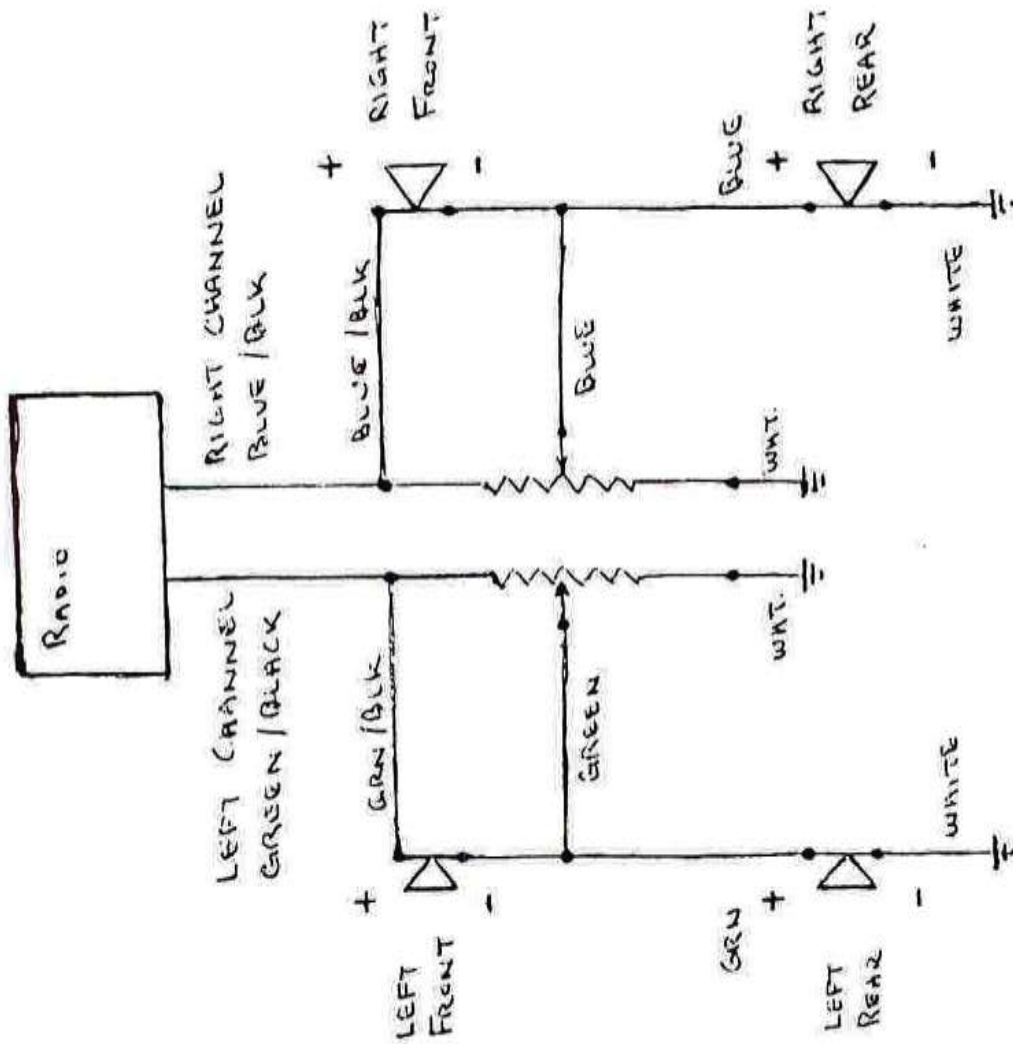 RADIO
LEFT CHANNEL
GREEN/BLACK
RIGHT CHANNEL
BLUE/BLK
GRN/BLK
BLUE/BLK
+
-
LEFT
FRONT
+
-
RIGHT
FRONT
GREEN
BLUE
WHT.
WHT.
GRN
BLUE
+
-
LEFT
REAR
+
-
RIGHT
REAR
WHITE
WHITE